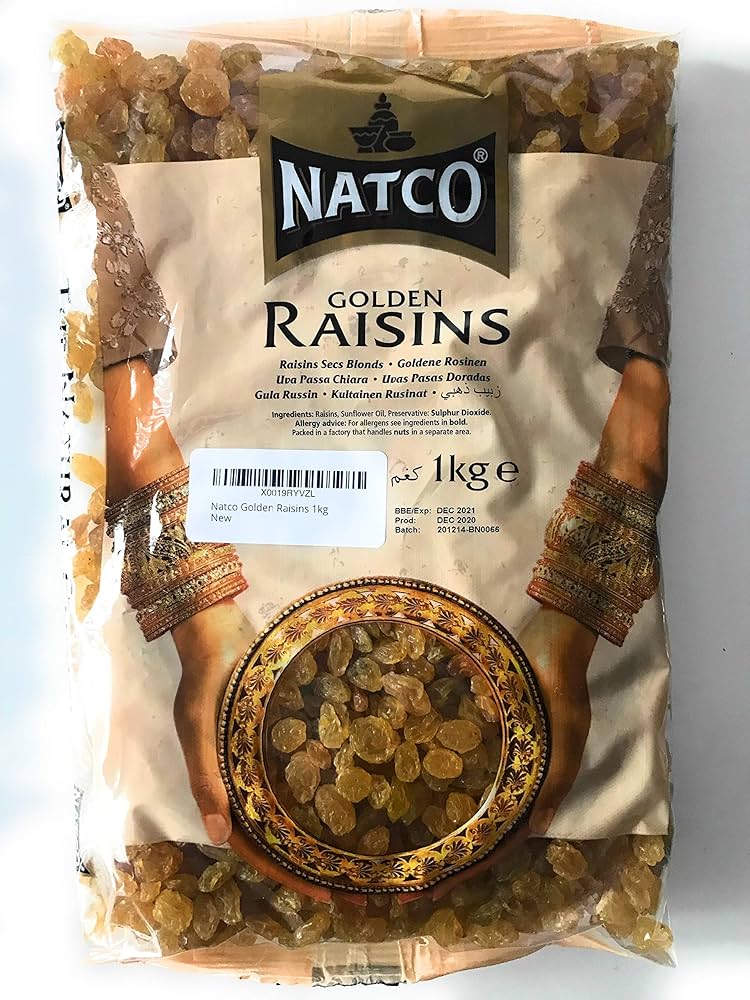 NATCO®
GOLDEN
RAISINS
Raisins Secs Blonds • Goldene Rosinen
Uva Passa Chiara • Uvas Pasas Doradas
Gula Russin • Kultainen Rusinat • زبيب ذهبي
Ingredients: Raisins, Sunflower Oil, Preservative: Sulphur Dioxide.
Allergy advice: For allergens see ingredients in bold.
Packed in a factory that handles nuts in a separate area.
X0019RYVZL
Natco Golden Raisins 1kg
New
كغم 1kg e
BBE/Exp: DEC 2021
Prod: DEC 2020
Batch: 201214-BN0066